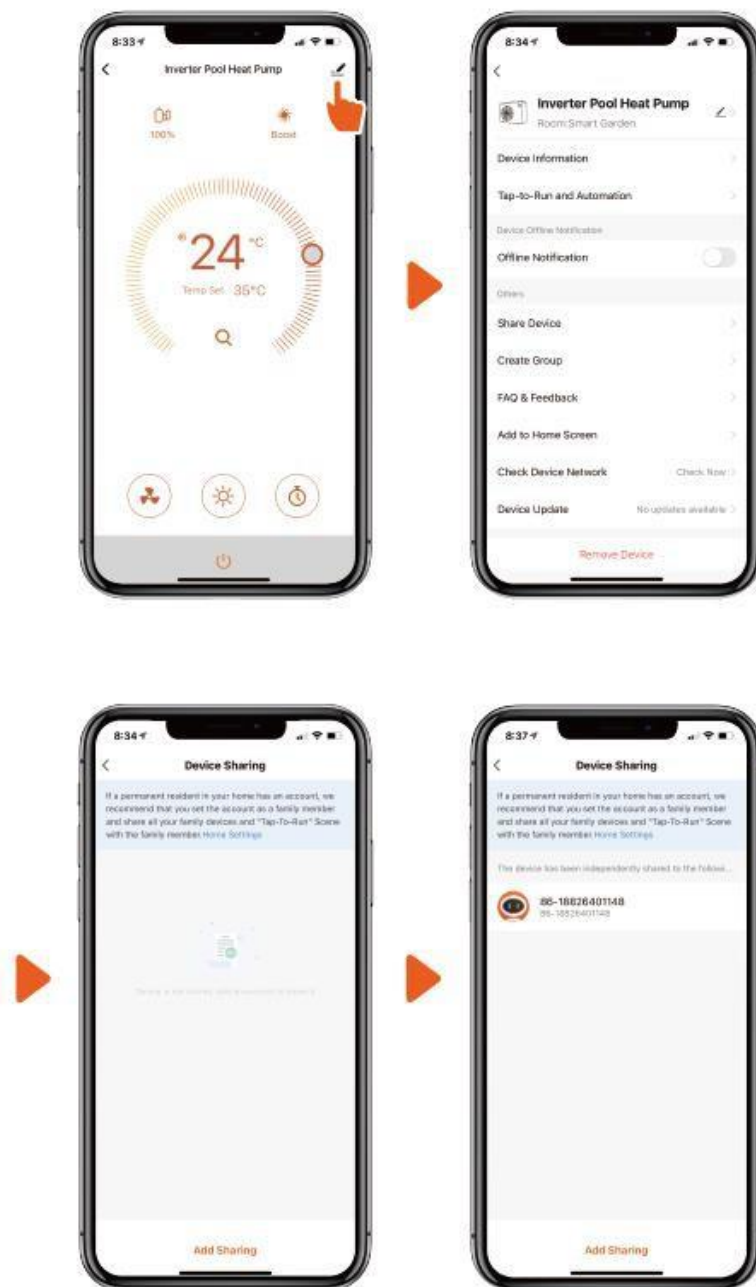 8:33
Inverter Pool Heat Pump
100%
Boost
24 °C
Temp Set 35°C
8:34
Inverter Pool Heat Pump
Room:Smart Garden
Device Information
Tap-to-Run and Automation
Device Offline Notification
Offline Notification
Others
Share Device
Create Group
FAQ & Feedback
Add to Home Screen
Check Device Network Check Now
Device Update No updates available
Remove Device
8:34
Device Sharing
If a permanent resident in your home has an account, we
recommend that you set the account as a family member
and share all your family devices and "Tap-To-Run" Scene
with the family member. Home Settings
Add Sharing
8:37
Device Sharing
If a permanent resident in your home has an account, we
recommend that you set the account as a family member
and share all your family devices and "Tap-To-Run" Scene
with the family member. Home Settings
The device has been independently shared to the follow...
86-18826401148
86-18826401148
Add Sharing